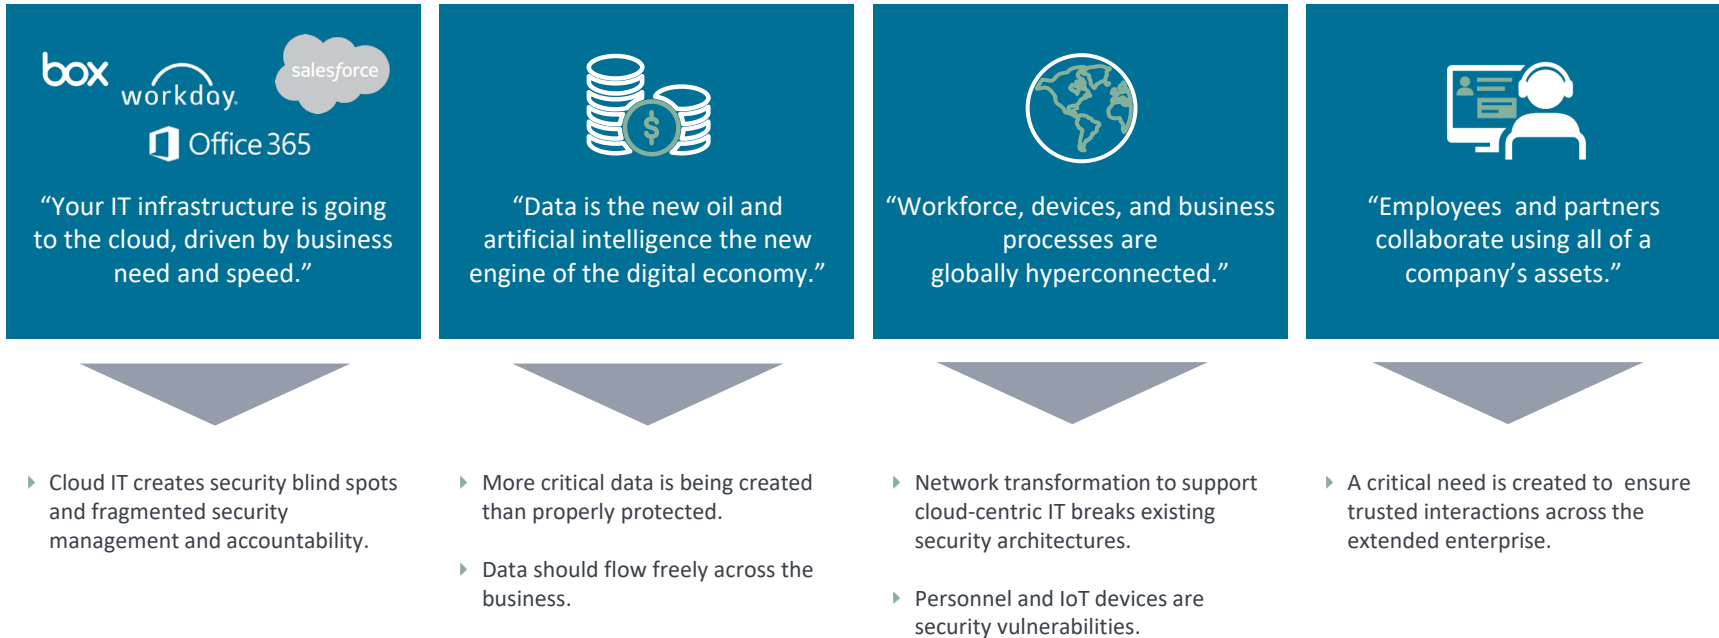 box
workday.
salesforce
Office 365
“Your IT infrastructure is going
to the cloud, driven by business
need and speed.”
$
“Data is the new oil and
artificial intelligence the new
engine of the digital economy.”
“Workforce, devices, and business
processes are
globally hyperconnected.”
“Employees  and partners
collaborate using all of a
company’s assets.”
Cloud IT creates security blind spots
and fragmented security
management and accountability.
More critical data is being created
than properly protected.
Data should flow freely across the
business.
Network transformation to support
cloud-centric IT breaks existing
security architectures.
Personnel and IoT devices are
security vulnerabilities.
A critical need is created to  ensure
trusted interactions across the
extended enterprise.